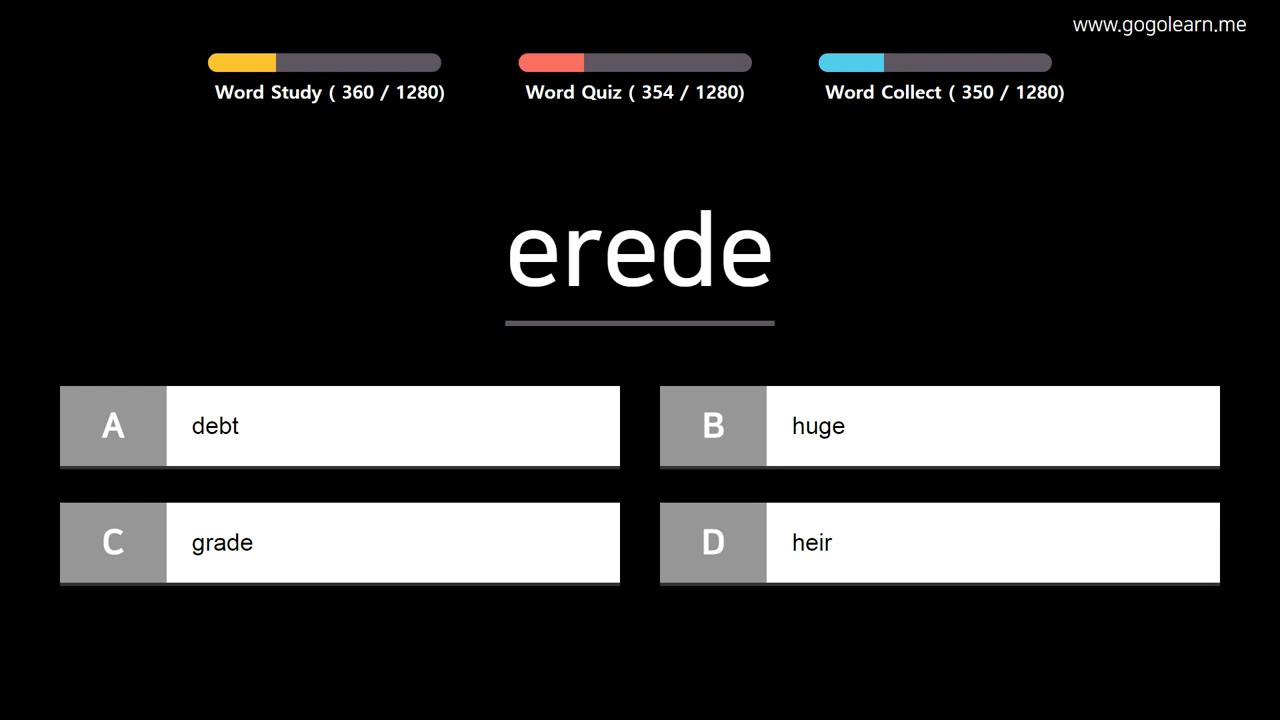 www.gogolearn.me
Word Study ( 360 / 1280)
Word Quiz ( 354 / 1280)
Word Collect ( 350 / 1280)
erede
A debt
B huge
C grade
D heir